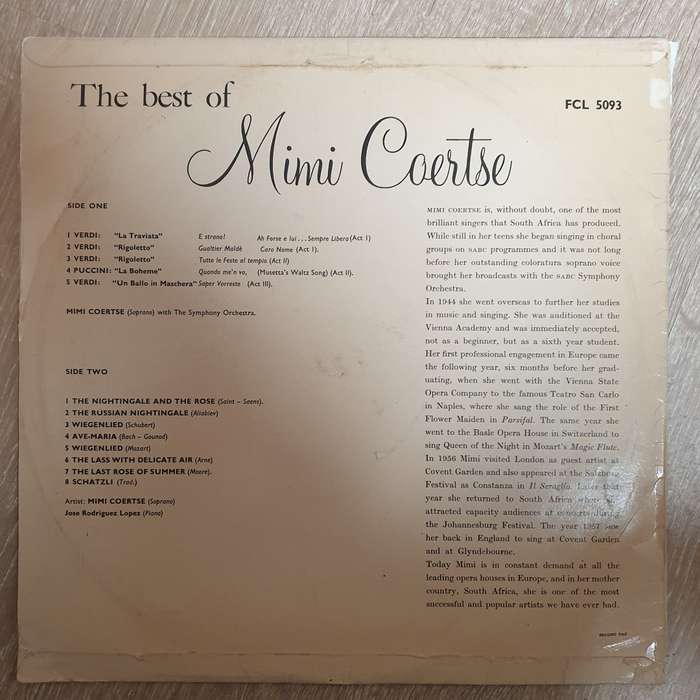 The best of
FCL 5093
Mimi Coertse
SIDE ONE
1 VERDI: "La Traviata" E strano! Ah Forse e lui . . . Sempre Libera (Act 1)
2 VERDI: "Rigoletto" Gualtier Maldè Caro Nome (Act 1).
3 VERDI: "Rigoletto" Tutte le Feste al tempio (Act II)
4 PUCCINI: "La Boheme" Quando me'n vo, (Musetta's Waltz Song) (Act II).
5 VERDI: "Un Ballo in Maschera" Saper Vorreste (Act III).
MIMI COERTSE (Soprano) with The Symphony Orchestra.
SIDE TWO
1 THE NIGHTINGALE AND THE ROSE (Saint – Saens).
2 THE RUSSIAN NIGHTINGALE (Aliabiev)
3 WIEGENLIED (Schubert)
4 AVE-MARIA (Bach – Gounod)
5 WIEGENLIED (Mozart)
6 THE LASS WITH DELICATE AIR (Arne)
7 THE LAST ROSE OF SUMMER (Moore).
8 SCHATZLI (Trad.)
Artist: MIMI COERTSE (Soprano)
Jose Rodriguez Lopez (Piano)
MIMI COERTSE is, without doubt, one of the most
brilliant singers that South Africa has produced.
While still in her teens she began singing in choral
groups on SABC programmes and it was not long
before her outstanding coloratura soprano voice
brought her broadcasts with the SABC Symphony
Orchestra.
In 1944 she went overseas to further her studies
in music and singing. She was auditioned at the
Vienna Academy and was immediately accepted,
not as a beginner, but as a sixth year student.
Her first professional engagement in Europe came
the following year, six months before her grad-
uating, when she went with the Vienna State
Opera Company to the famous Teatro San Carlo
in Naples, where she sang the role of the First
Flower Maiden in Parsifal. The same year she
went to the Basle Opera House in Switzerland to
sing Queen of the Night in Mozart's Magic Flute.
In 1956 Mimi visited London as guest artist at
Covent Garden and also appeared at the Salzburg
Festival as Constanza in Il Seraglio. Later that
year she returned to South Africa where she
attracted capacity audiences at concerts during
the Johannesburg Festival. The year 1957 saw
her back in England to sing at Covent Garden
and at Glyndebourne.
Today Mimi is in constant demand at all the
leading opera houses in Europe, and in her mother
country, South Africa, she is one of the most
successful and popular artists we have ever had.